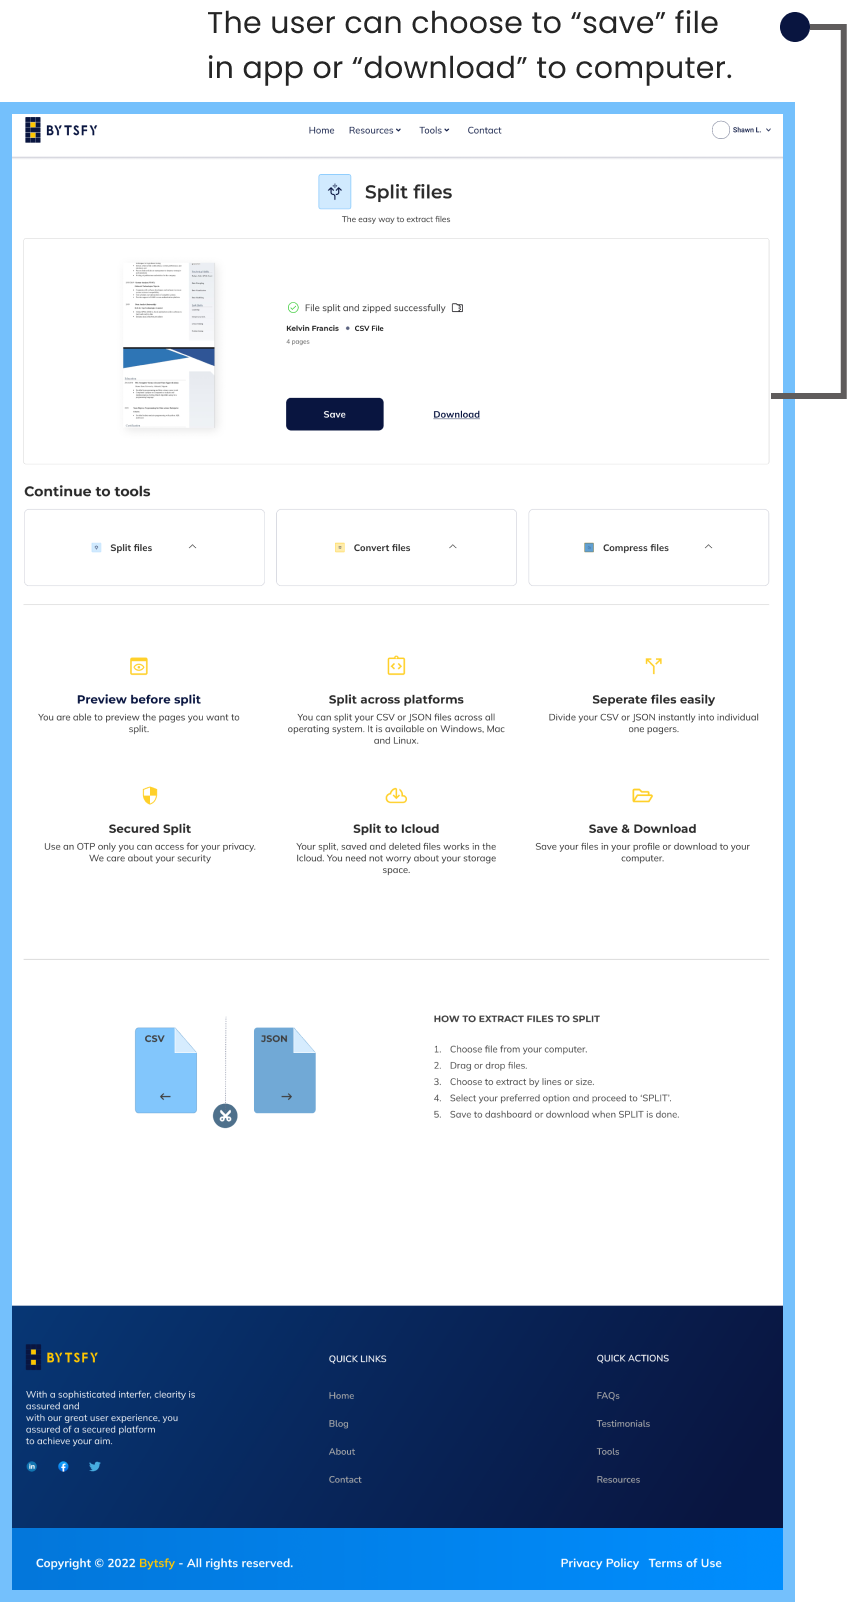 The user can choose to “save” file
in app or “download” to computer.
BYTSFY
Home Resources Tools Contact
Shawn L.
Split files
The easy way to extract files
File split and zipped successfully
Kelvin Francis • CSV File
4 pages
Save
Download
Continue to tools
Split files
Convert files
Compress files
Preview before split
You are able to preview the pages you want to
split.
Split across platforms
You can split your CSV or JSON files across all
operating system. It is available on Windows, Mac
and Linux.
Seperate files easily
Divide your CSV or JSON instantly into individual
one pagers.
Secured Split
Use an OTP only you can access for your privacy.
We care about your security
Split to Icloud
Your split, saved and deleted files works in the
Icloud. You need not worry about your storage
space.
Save & Download
Save your files in your profile or download to your
computer.
CSV
JSON
HOW TO EXTRACT FILES TO SPLIT
1. Choose file from your computer.
2. Drag or drop files.
3. Choose to extract by lines or size.
4. Select your preferred option and proceed to ‘SPLIT’.
5. Save to dashboard or download when SPLIT is done.
BYTSFY
With a sophisticated interfer, clearity is
assured and
with our great user experience, you
assured of a secured platform
to achieve your aim.
QUICK LINKS
Home
Blog
About
Contact
QUICK ACTIONS
FAQs
Testimonials
Tools
Resources
Copyright © 2022 Bytsfy - All rights reserved.
Privacy Policy Terms of Use